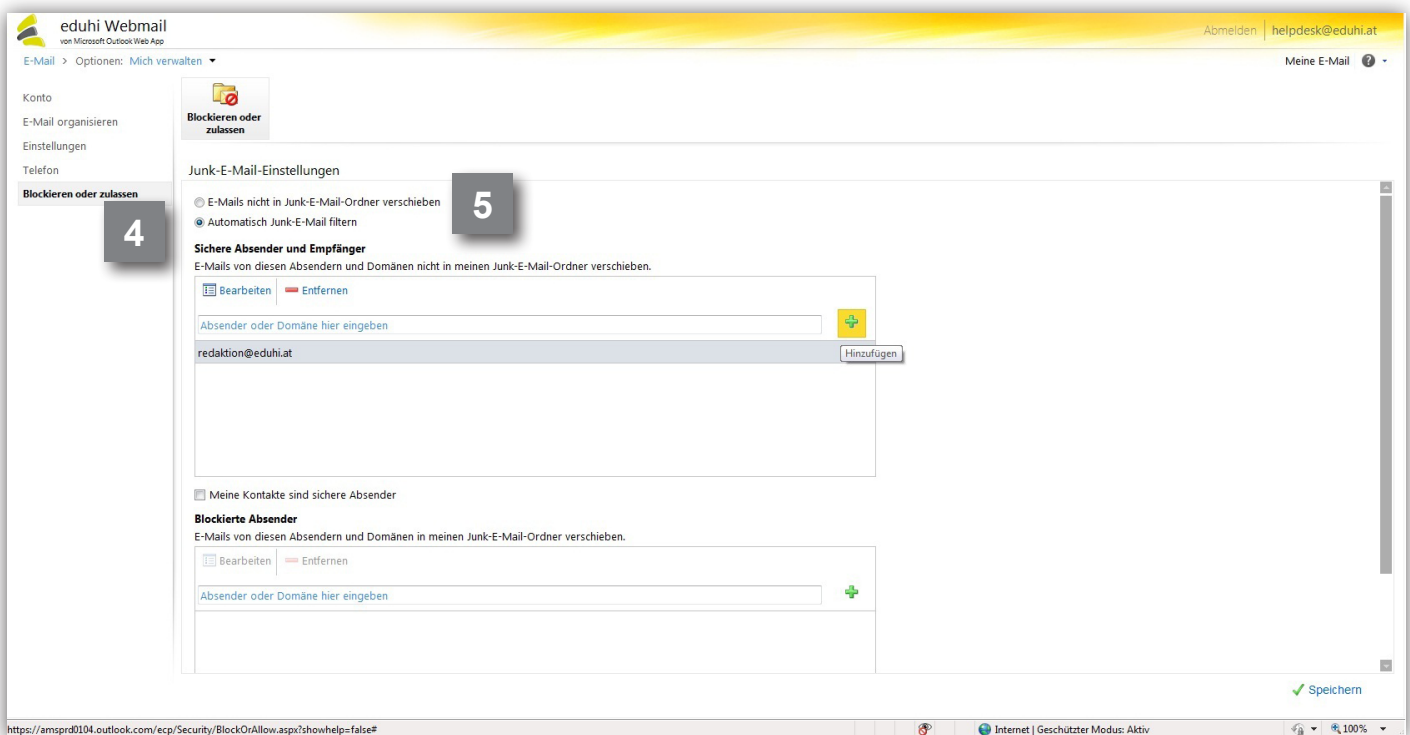 eduhi Webmail
von Microsoft Outlook Web App
Abmelden helpdesk@eduhi.at
E-Mail > Optionen: Mich verwalten
Meine E-Mail ?
Konto
E-Mail organisieren
Einstellungen
Telefon
Blockieren oder zulassen
4
Blockieren oder
zulassen
Junk-E-Mail-Einstellungen
E-Mails nicht in Junk-E-Mail-Ordner verschieben
Automatisch Junk-E-Mail filtern
5
Sichere Absender und Empfänger
E-Mails von diesen Absendern und Domänen nicht in meinen Junk-E-Mail-Ordner verschieben.
Bearbeiten Entfernen
Absender oder Domäne hier eingeben
redaktion@eduhi.at
Hinzufügen
Meine Kontakte sind sichere Absender
Blockierte Absender
E-Mails von diesen Absendern und Domänen in meinen Junk-E-Mail-Ordner verschieben.
Bearbeiten Entfernen
Absender oder Domäne hier eingeben
Speichern
https://amsprd0104.outlook.com/ecp/Security/BlockOrAllow.aspx?showhelp=false#
Internet | Geschützter Modus: Aktiv
100%